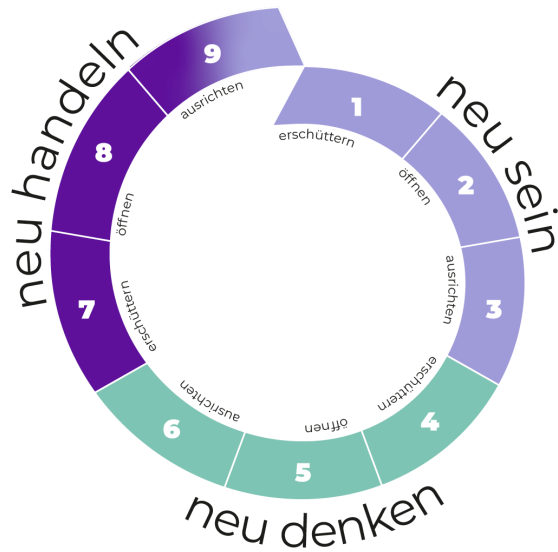 neu sein
1
erschüttern
2
öffnen
3
ausrichten
neu denken
4
erschüttern
5
öffnen
6
ausrichten
neu handeln
7
erschüttern
8
öffnen
9
ausrichten